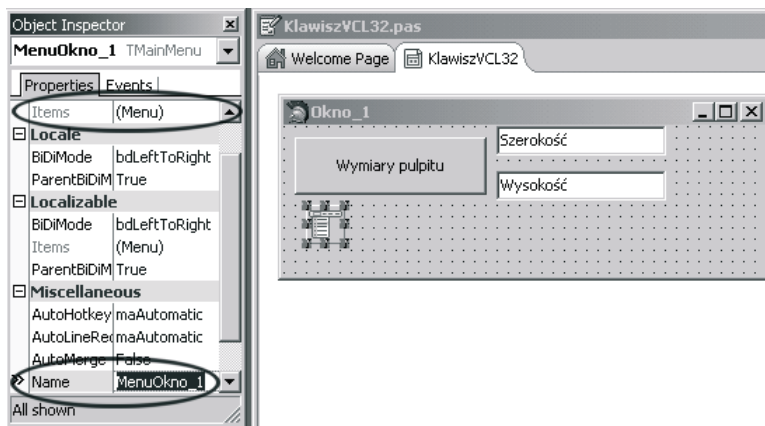 Object Inspector
MenuOkno_1 TMainMenu
Properties Events
Items (Menu)
Locale
BiDiMode bdLeftToRight
ParentBiDiM True
Localizable
BiDiMode bdLeftToRight
Items (Menu)
ParentBiDiM True
Miscellaneous
AutoHotkey maAutomatic
AutoLineRed maAutomatic
AutoMerge False
Name MenuOkno_1
All shown
KlawiszVCL32.pas
Welcome Page KlawiszVCL32
Okno_1
Wymiary pulpitu
Szerokość
Wysokość